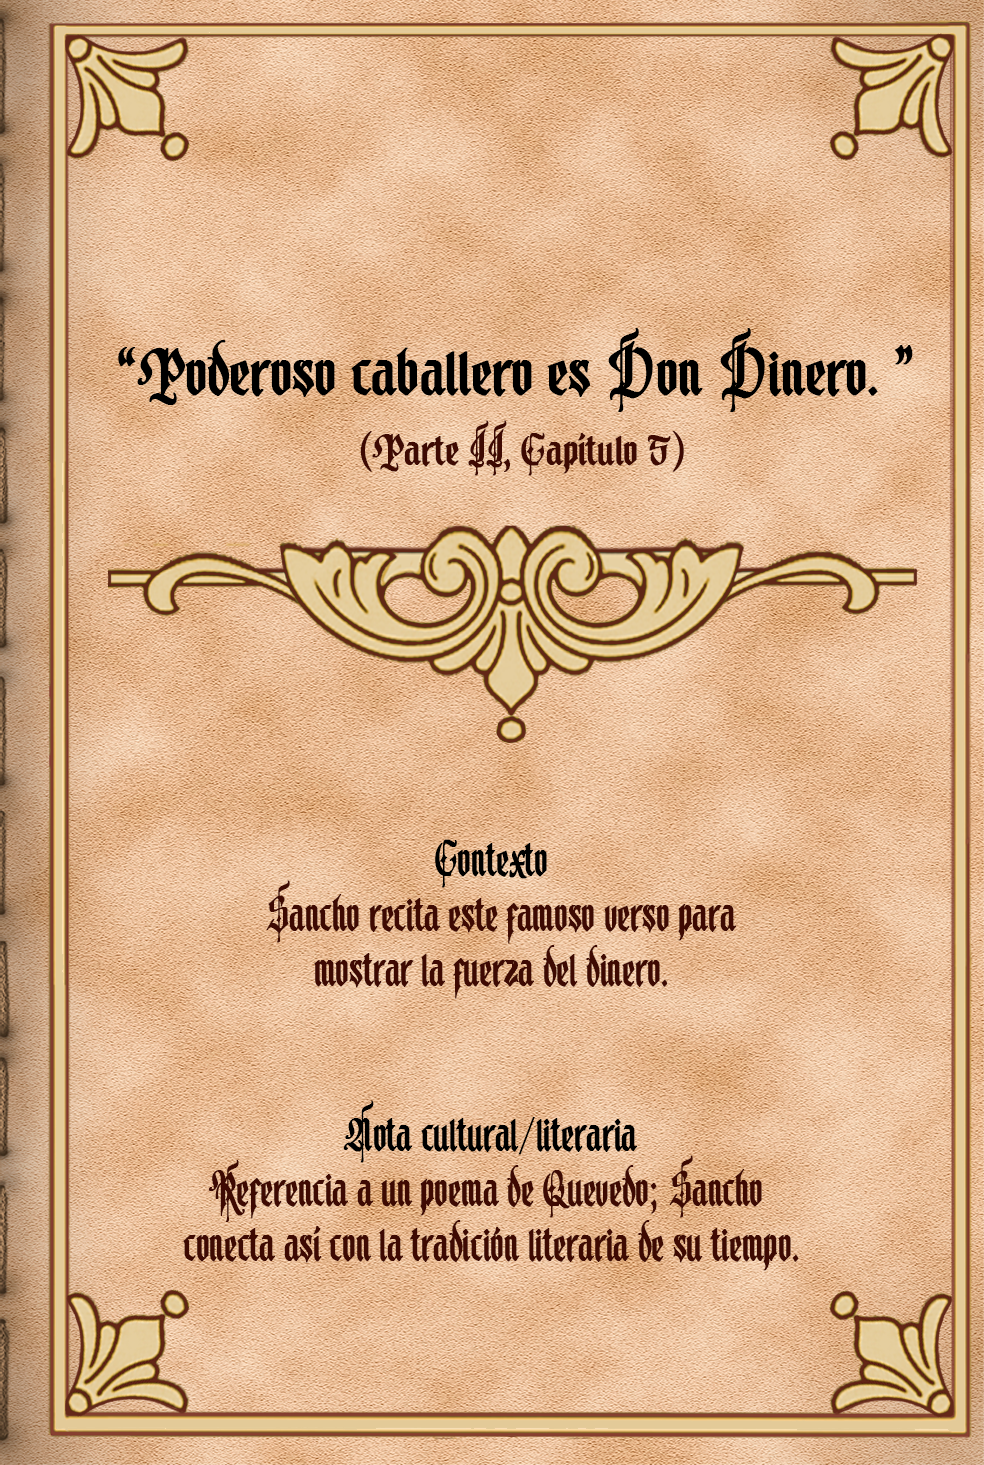 “Poderoso caballero es Don Dinero. ”
(Parte II, Capítulo 5)
Contexto
Sancho recita este famoso verso para
mostrar la fuerza del dinero.
Nota cultural/literaria
Referencia a un poema de Quevedo; Sancho
conecta así con la tradición literaria de su tiempo.